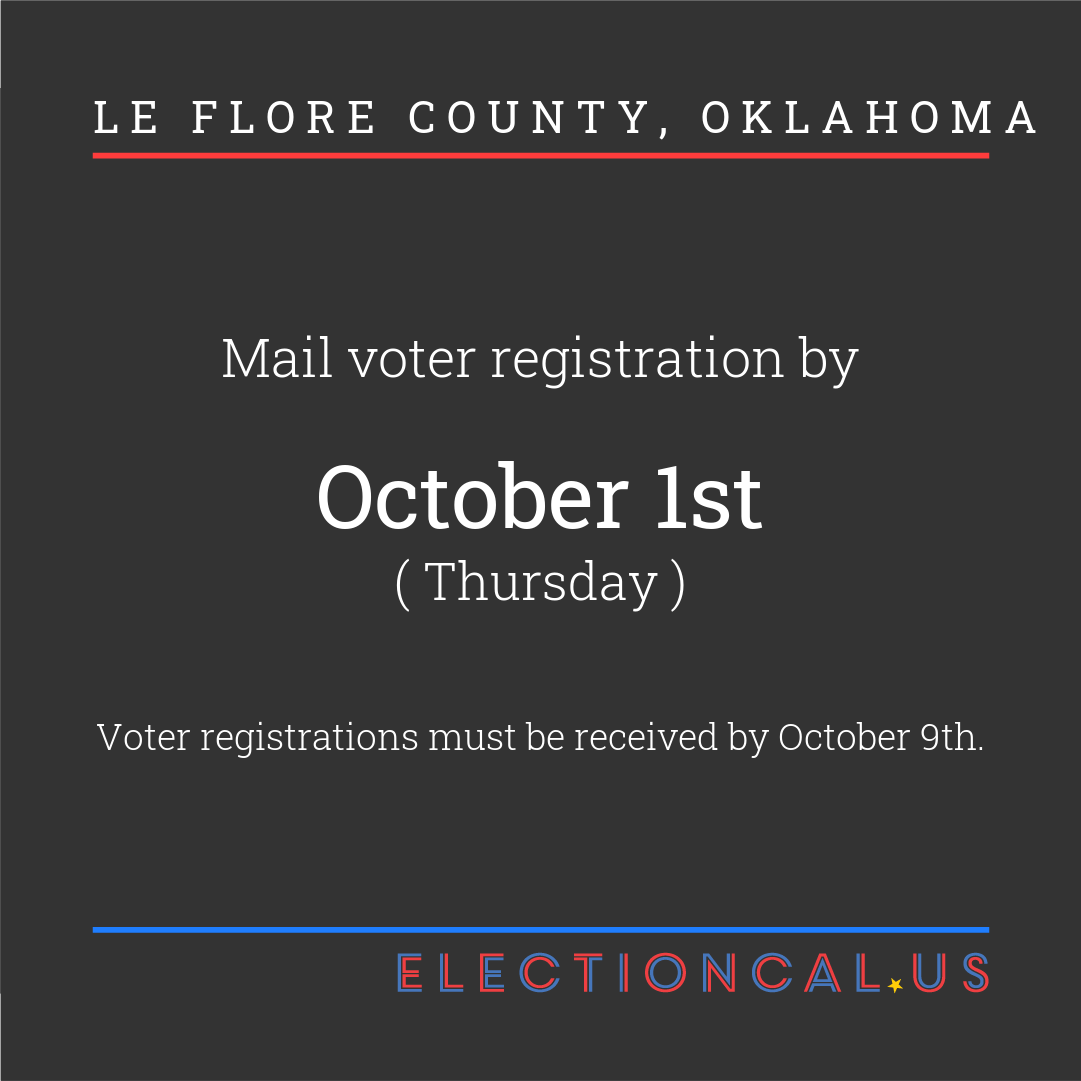 LE FLORE COUNTY, OKLAHOMA
Mail voter registration by
October 1st
( Thursday )
Voter registrations must be received by October 9th.
ELECTIONCAL.US